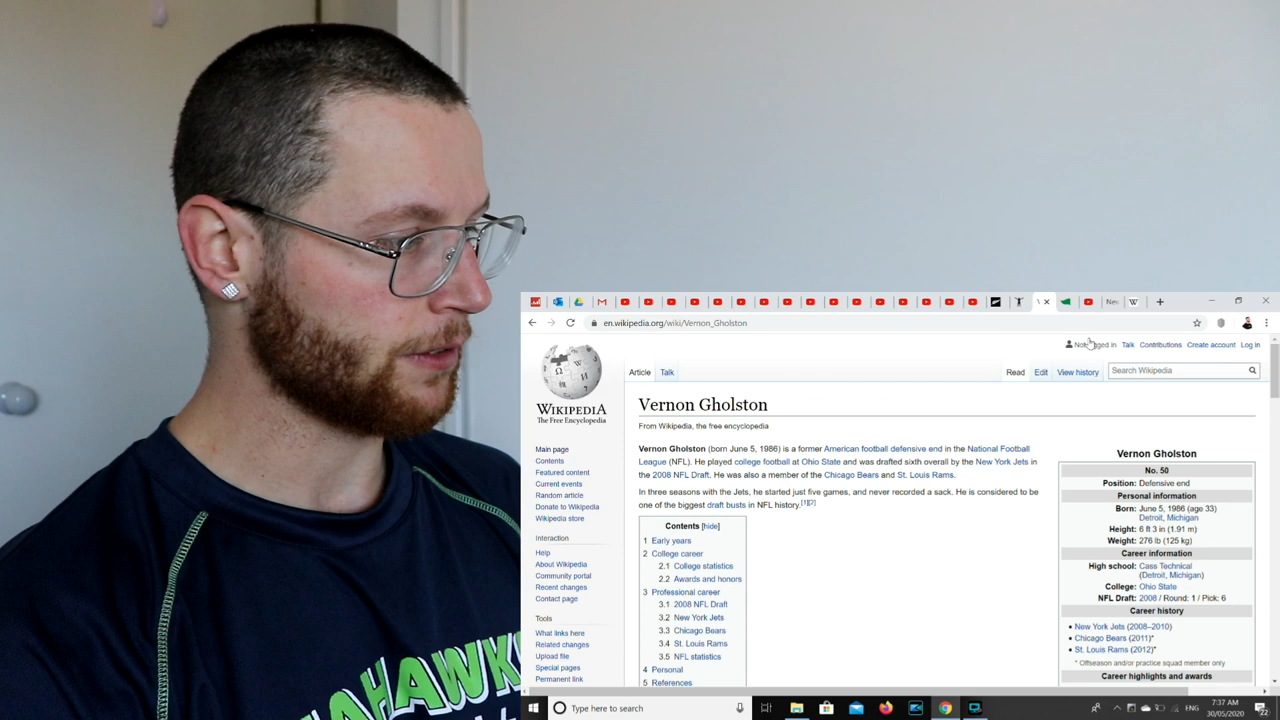 en.wikipedia.org/wiki/Vernon_Gholston
Talk Contributions Create account Log in
Article Talk Read Edit View history Search Wikipedia
WIKIPEDIA
The Free Encyclopedia
Main page
Contents
Featured content
Current events
Random article
Donate to Wikipedia
Wikipedia store
Interaction
Help
About Wikipedia
Community portal
Recent changes
Contact page
Tools
What links here
Related changes
Upload file
Special pages
Permanent link
Vernon Gholston
From Wikipedia, the free encyclopedia
Vernon Gholston (born June 5, 1986) is a former American football defensive end in the National Football
League (NFL). He played college football at Ohio State and was drafted sixth overall by the New York Jets in
the 2008 NFL Draft. He was also a member of the Chicago Bears and St. Louis Rams.
In three seasons with the Jets, he started just five games, and never recorded a sack. He is considered to be
one of the biggest draft busts in NFL history.[1][2]
Contents [hide]
1 Early years
2 College career
2.1 College statistics
2.2 Awards and honors
3 Professional career
3.1 2008 NFL Draft
3.2 New York Jets
3.3 Chicago Bears
3.4 St. Louis Rams
3.5 NFL statistics
4 Personal
5 References
Vernon Gholston
No. 50
Position: Defensive end
Personal information
Born: June 5, 1986 (age 33)
Detroit, Michigan
Height: 6 ft 3 in (1.91 m)
Weight: 276 lb (125 kg)
Career information
High school: Cass Technical
(Detroit, Michigan)
College: Ohio State
NFL Draft: 2008 / Round: 1 / Pick: 6
Career history
• New York Jets (2008–2010)
• Chicago Bears (2011)*
• St. Louis Rams (2012)*
* Offseason and/or practice squad member only
Career highlights and awards
Type here to search
ENG
7:37 AM
30/05/2020
22
AHAWK